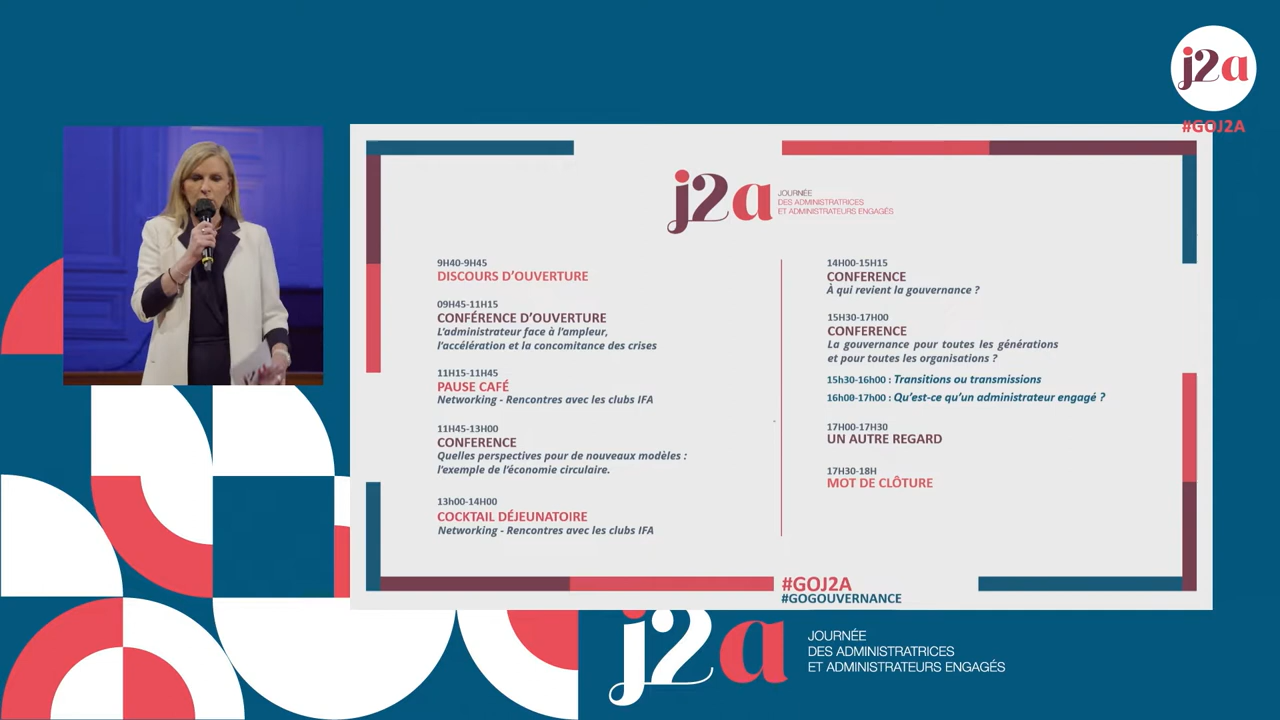 j2a
#GOJ2A
j2a
JOURNÉE
DES ADMINISTRATRICES
ET ADMINISTRATEURS ENGAGÉS
9H40-9H45
DISCOURS D'OUVERTURE
09H45-11H15
CONFÉRENCE D'OUVERTURE
L'administrateur face à l'ampleur,
l'accélération et la concomitance des crises
11H15-11H45
PAUSE CAFÉ
Networking - Rencontres avec les clubs IFA
11H45-13H00
CONFERENCE
Quelles perspectives pour de nouveaux modèles :
l'exemple de l'économie circulaire.
13h00-14H00
COCKTAIL DÉJEUNATOIRE
Networking - Rencontres avec les clubs IFA
14H00-15H15
CONFERENCE
À qui revient la gouvernance ?
15H30-17H00
CONFERENCE
La gouvernance pour toutes les générations
et pour toutes les organisations ?
15h30-16h00 : Transitions ou transmissions
16h00-17h00 : Qu'est-ce qu'un administrateur engagé ?
17H00-17H30
UN AUTRE REGARD
17H30-18H
MOT DE CLÔTURE
#GOJ2A
#GOGOUVERNANCE
j2a
JOURNÉE
DES ADMINISTRATRICES
ET ADMINISTRATEURS ENGAGÉS